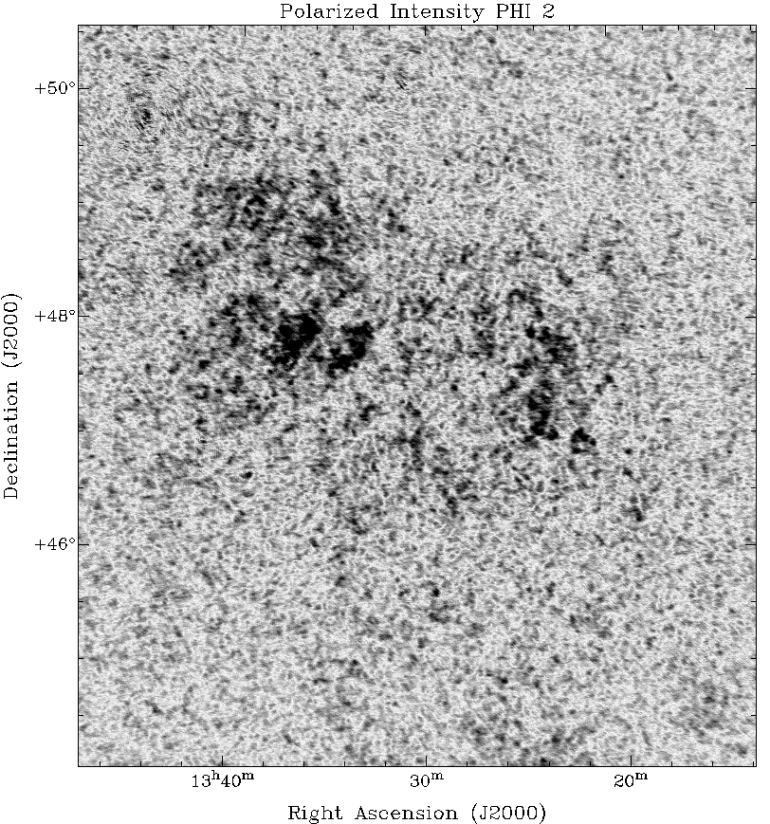 Polarized Intensity PHI 2
+50°
+48°
+46°
Declination (J2000)
13ʰ40ᵐ 30ᵐ 20ᵐ
Right Ascension (J2000)